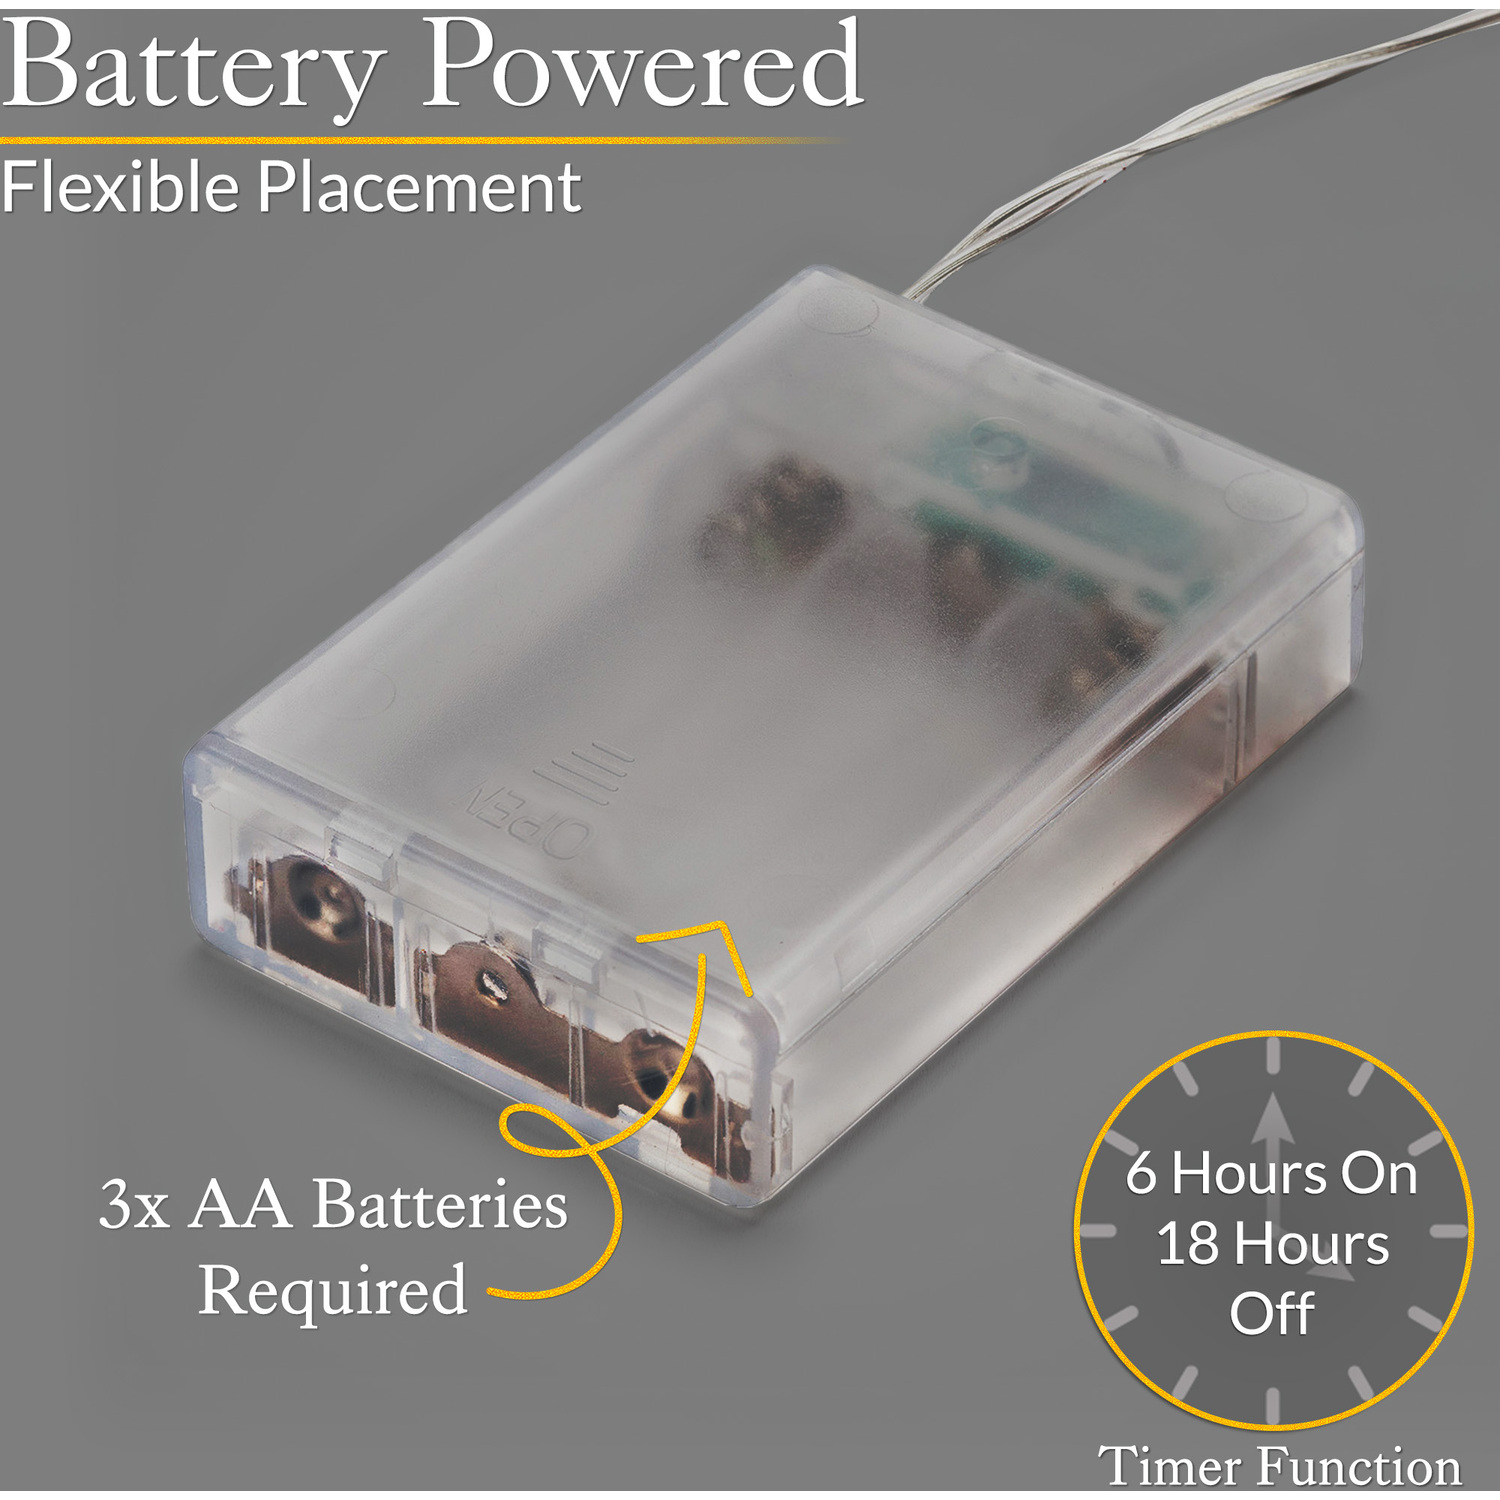 Battery Powered
Flexible Placement
OPEN
3x AA Batteries
Required
6 Hours On
18 Hours
Off
Timer Function